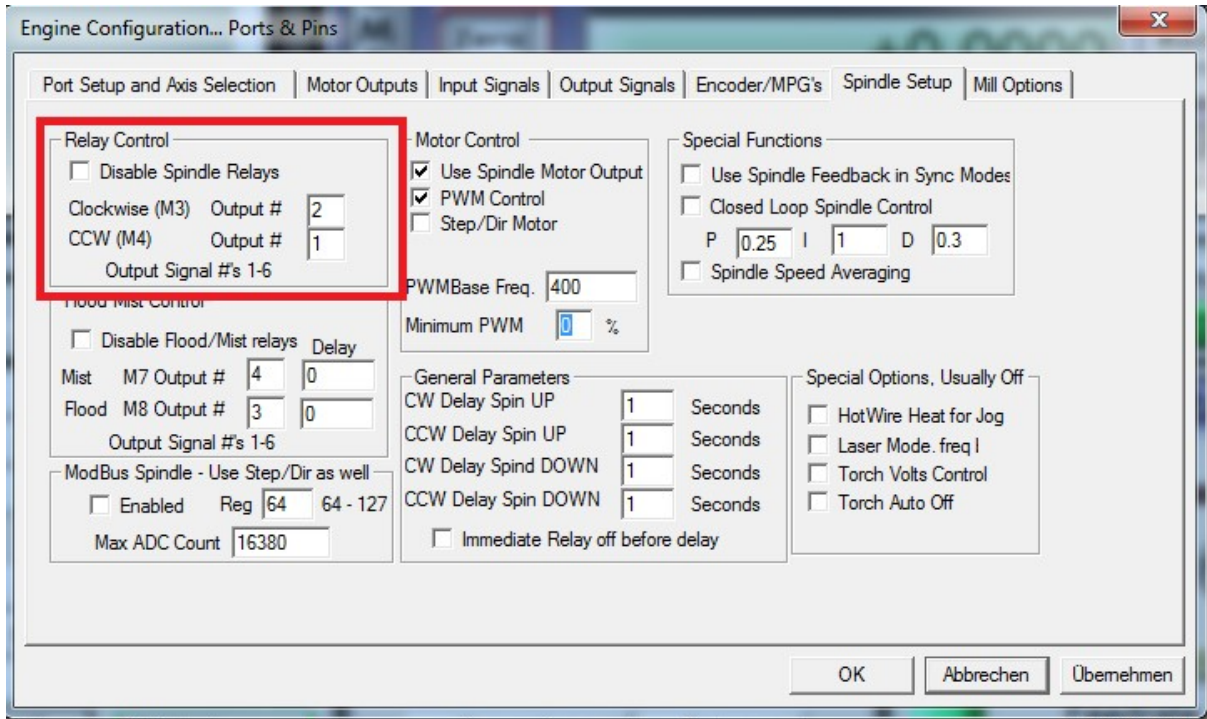 Engine Configuration... Ports & Pins
Port Setup and Axis Selection
Motor Outputs
Input Signals
Output Signals
Encoder/MPG's
Spindle Setup
Mill Options
Relay Control
Disable Spindle Relays
Clockwise (M3) Output # 2
CCW (M4) Output # 1
Output Signal #'s 1-6
Flood Mist Control
Disable Flood/Mist relays Delay
Mist M7 Output # 4 0
Flood M8 Output # 3 0
Output Signal #'s 1-6
ModBus Spindle - Use Step/Dir as well
Enabled Reg 64 64 - 127
Max ADC Count 16380
Motor Control
Use Spindle Motor Output
PWM Control
Step/Dir Motor
PWMBase Freq. 400
Minimum PWM 0 %
General Parameters
CW Delay Spin UP 1 Seconds
CCW Delay Spin UP 1 Seconds
CW Delay Spind DOWN 1 Seconds
CCW Delay Spin DOWN 1 Seconds
Immediate Relay off before delay
Special Functions
Use Spindle Feedback in Sync Modes
Closed Loop Spindle Control
P 0.25 I 1 D 0.3
Spindle Speed Averaging
Special Options, Usually Off
HotWire Heat for Jog
Laser Mode. freq I
Torch Volts Control
Torch Auto Off
OK
Abbrechen
Übernehmen